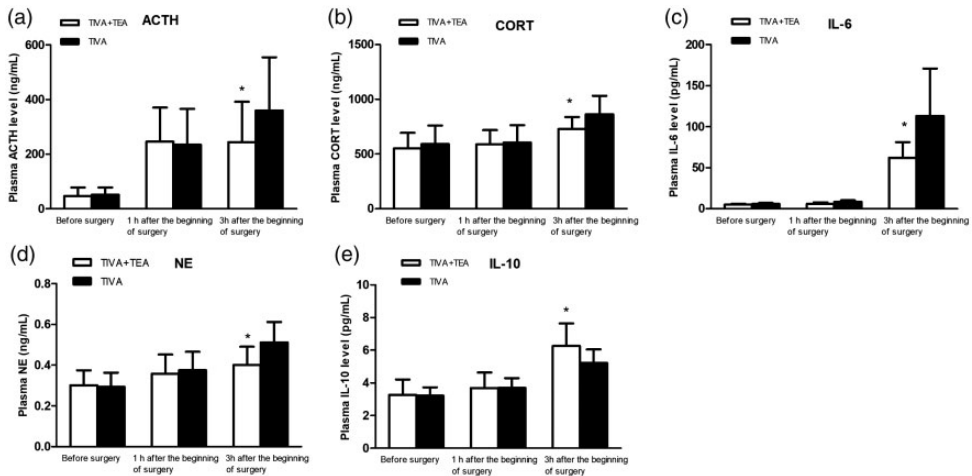 (a)
TIVA+TEA
TIVA
ACTH
Plasma ACTH level (ng/mL)
600
400
200
0
Before surgery
1 h after the beginning
of surgery
3h after the beginning
of surgery
*
(b)
TIVA+TEA
TIVA
CORT
Plasma CORT level (ng/mL)
1500
1000
500
0
Before surgery
1 h after the beginning
of surgery
3h after the beginning
of surgery
*
(c)
TIVA+TEA
TIVA
IL-6
Plasma IL-6 level (pg/mL)
200
150
100
50
0
Before surgery
1 h after the beginning
of surgery
3h after the beginning
of surgery
*
(d)
TIVA+TEA
TIVA
NE
Plasma NE (ng/mL)
0.8
0.6
0.4
0.2
0.0
Before surgery
1 h after the beginning
of surgery
3h after the beginning
of surgery
*
(e)
TIVA+TEA
TIVA
IL-10
Plasma IL-10 level (pg/mL)
8
6
4
2
0
Before surgery
1 h after the beginning
of surgery
3h after the beginning
of surgery
*